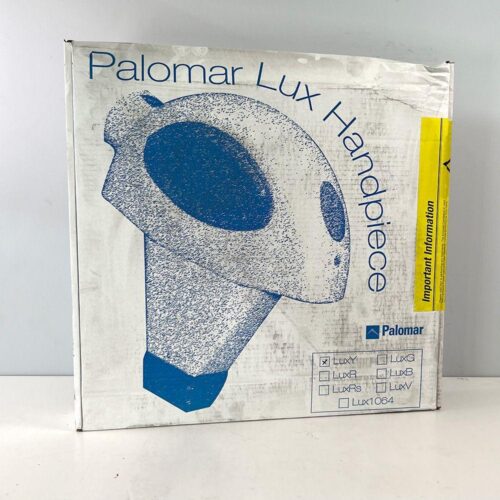 Palomar Lux Handpiece
Important Information
Palomar
LuxY LuxG
LuxR LuxB
LuxRs LuxV
Lux1064